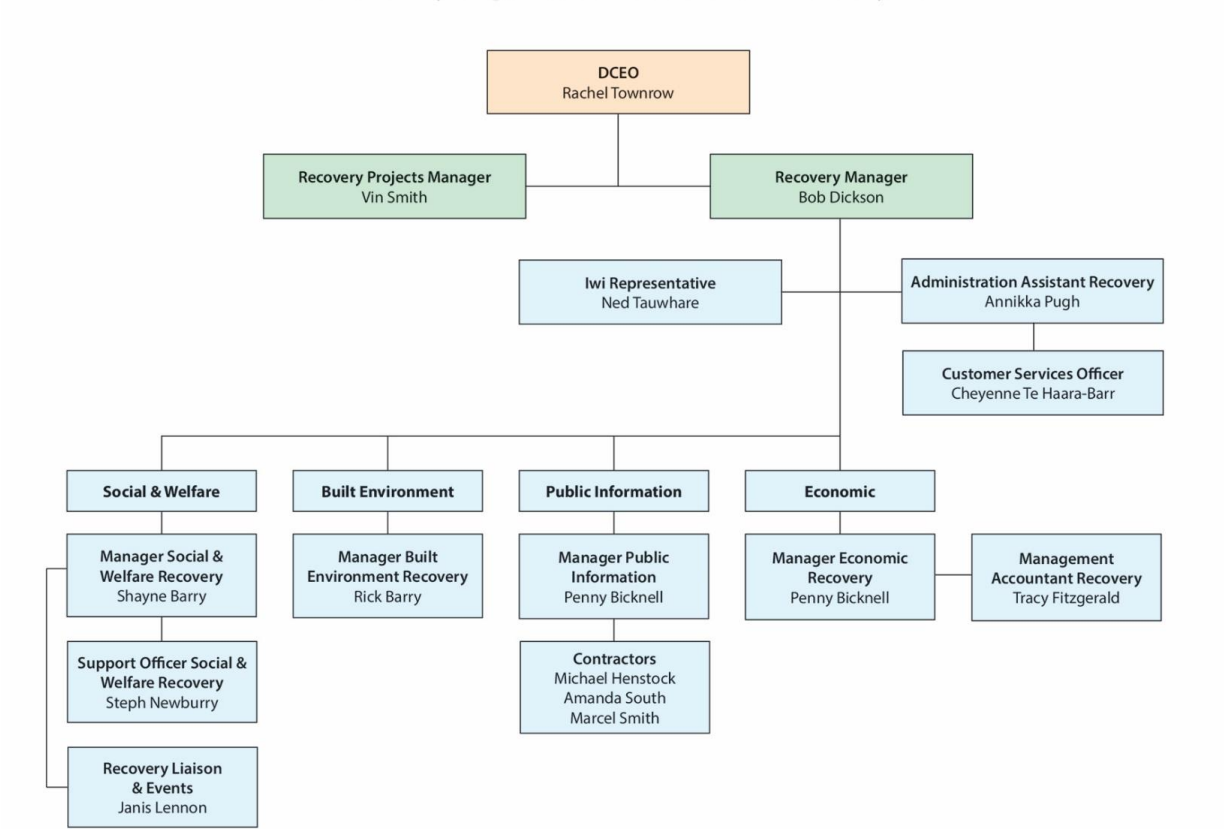 DCEO
Rachel Townrow
Recovery Projects Manager
Vin Smith
Recovery Manager
Bob Dickson
Iwi Representative
Ned Tauwhare
Administration Assistant Recovery
Annikka Pugh
Customer Services Officer
Cheyenne Te Haara-Barr
Social & Welfare
Built Environment
Public Information
Economic
Manager Social &
Welfare Recovery
Shayne Barry
Manager Built
Environment Recovery
Rick Barry
Manager Public
Information
Penny Bicknell
Manager Economic
Recovery
Penny Bicknell
Management
Accountant Recovery
Tracy Fitzgerald
Support Officer Social &
Welfare Recovery
Steph Newburry
Contractors
Michael Henstock
Amanda South
Marcel Smith
Recovery Liaison
& Events
Janis Lennon